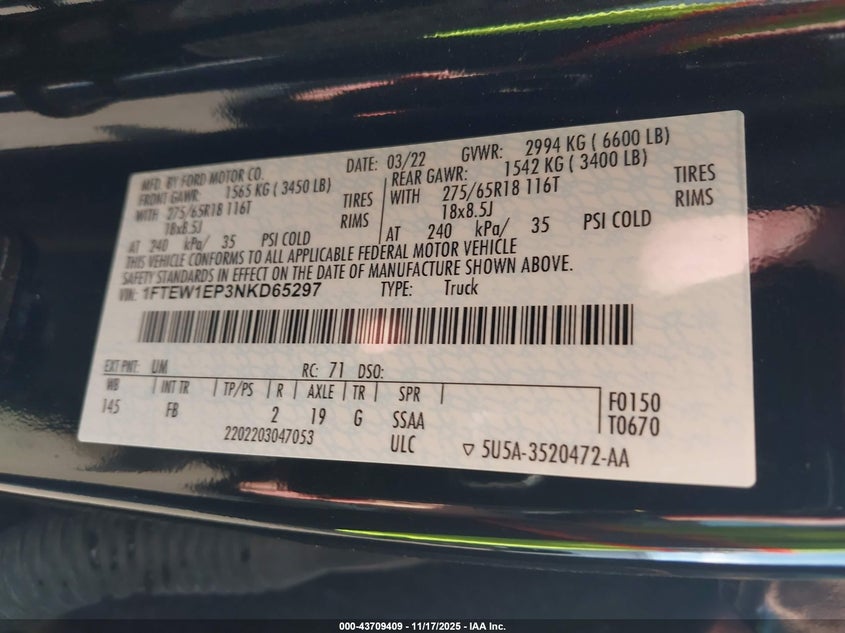 MFD. BY FORD MOTOR CO. DATE: 03/22 GVWR: 2994 KG ( 6600 LB)
FRONT GAWR: 1565 KG ( 3450 LB) REAR GAWR: 1542 KG ( 3400 LB)
WITH 275/65R18 116T TIRES WITH 275/65R18 116T TIRES
18x8.5J RIMS 18x8.5J RIMS
AT 240 kPa/ 35 PSI COLD AT 240 kPa/ 35 PSI COLD
THIS VEHICLE CONFORMS TO ALL APPLICABLE FEDERAL MOTOR VEHICLE
SAFETY STANDARDS IN EFFECT ON THE DATE OF MANUFACTURE SHOWN ABOVE.
VIN: 1FTEW1EP3NKD65297 TYPE: Truck
EXT PNT: UM RC: 71 DSO:
WB INT TR TP/PS R AXLE TR SPR
145 FB 2 19 G SSAA
F0150
T0670
2202203047053 ULC ▽ 5U5A-3520472-AA
000-43709409 - 11/17/2025 - IAA Inc.